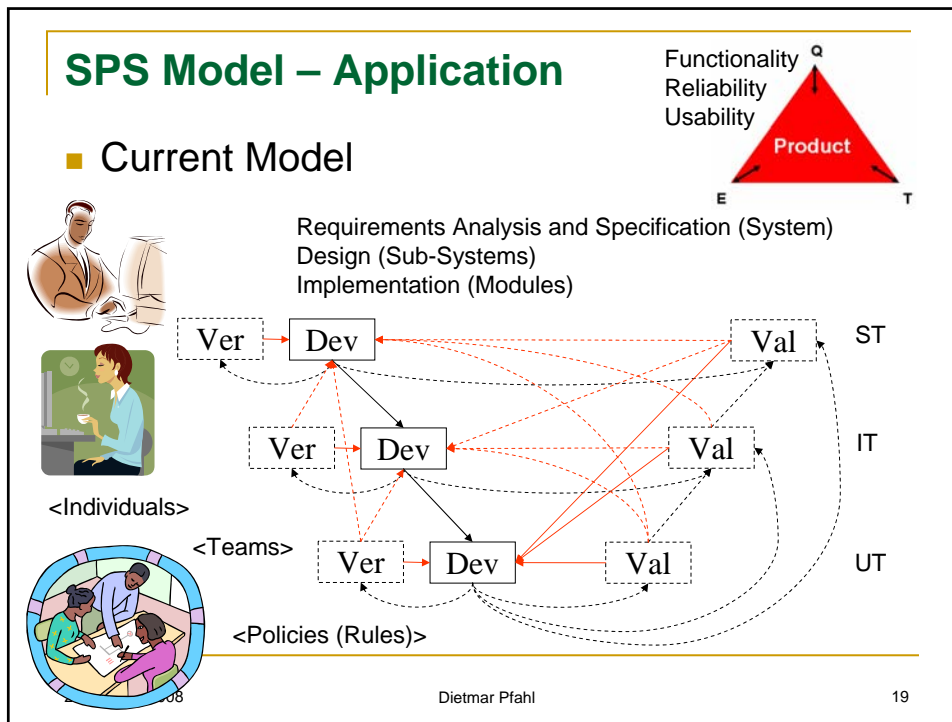 SPS Model – Application
Functionality
Reliability
Usability
Q
Product
E T
Current Model
Requirements Analysis and Specification (System)
Design (Sub-Systems)
Implementation (Modules)
Ver Dev Val ST
Ver Dev Val IT
<Individuals>
<Teams>
Ver Dev Val UT
<Policies (Rules)>
Dietmar Pfahl
19